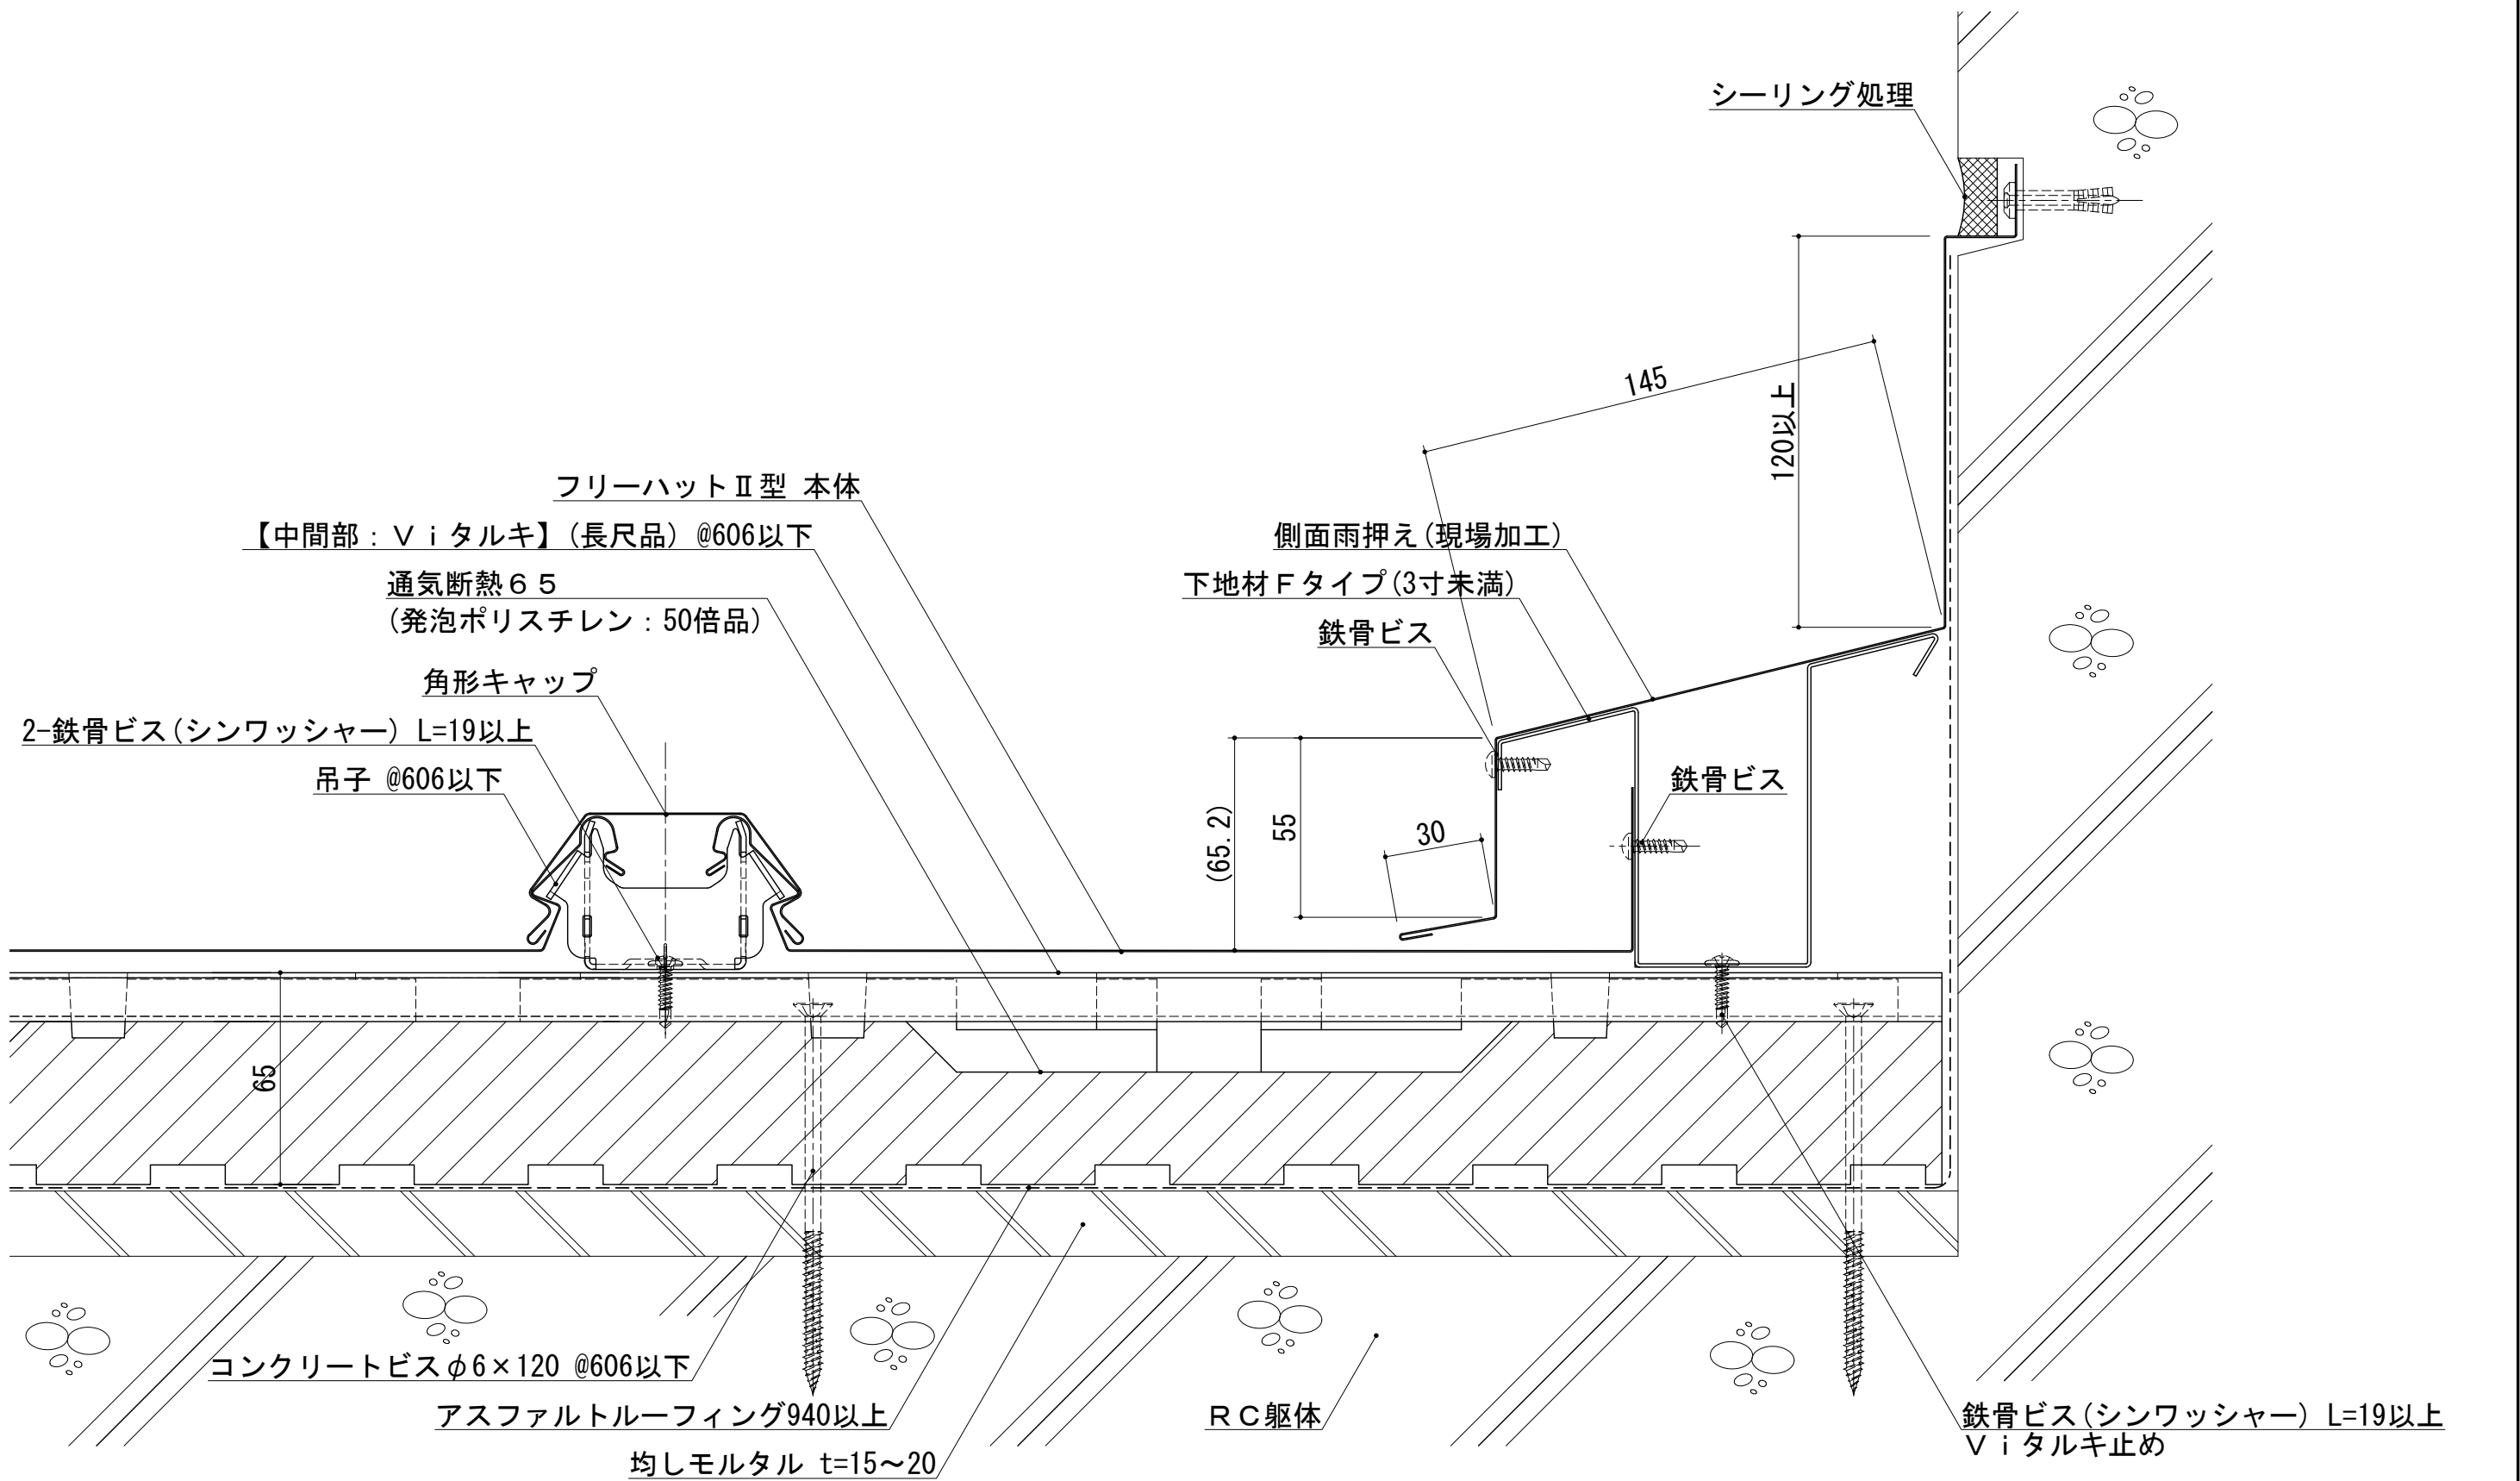 シーリング処理
145
120以上
フリーハットⅡ型 本体
【中間部：Ｖｉタルキ】(長尺品) @606以下
側面雨押え(現場加工)
通気断熱６５
(発泡ポリスチレン：50倍品)
下地材Ｆタイプ(3寸未満)
鉄骨ビス
角形キャップ
2-鉄骨ビス(シンワッシャー) L=19以上
吊子 @606以下
鉄骨ビス
(65.2)
55
30
65
コンクリートビスφ6×120 @606以下
アスファルトルーフィング940以上
ＲＣ躯体
鉄骨ビス(シンワッシャー) L=19以上
Ｖｉタルキ止め
均しモルタル t=15～20